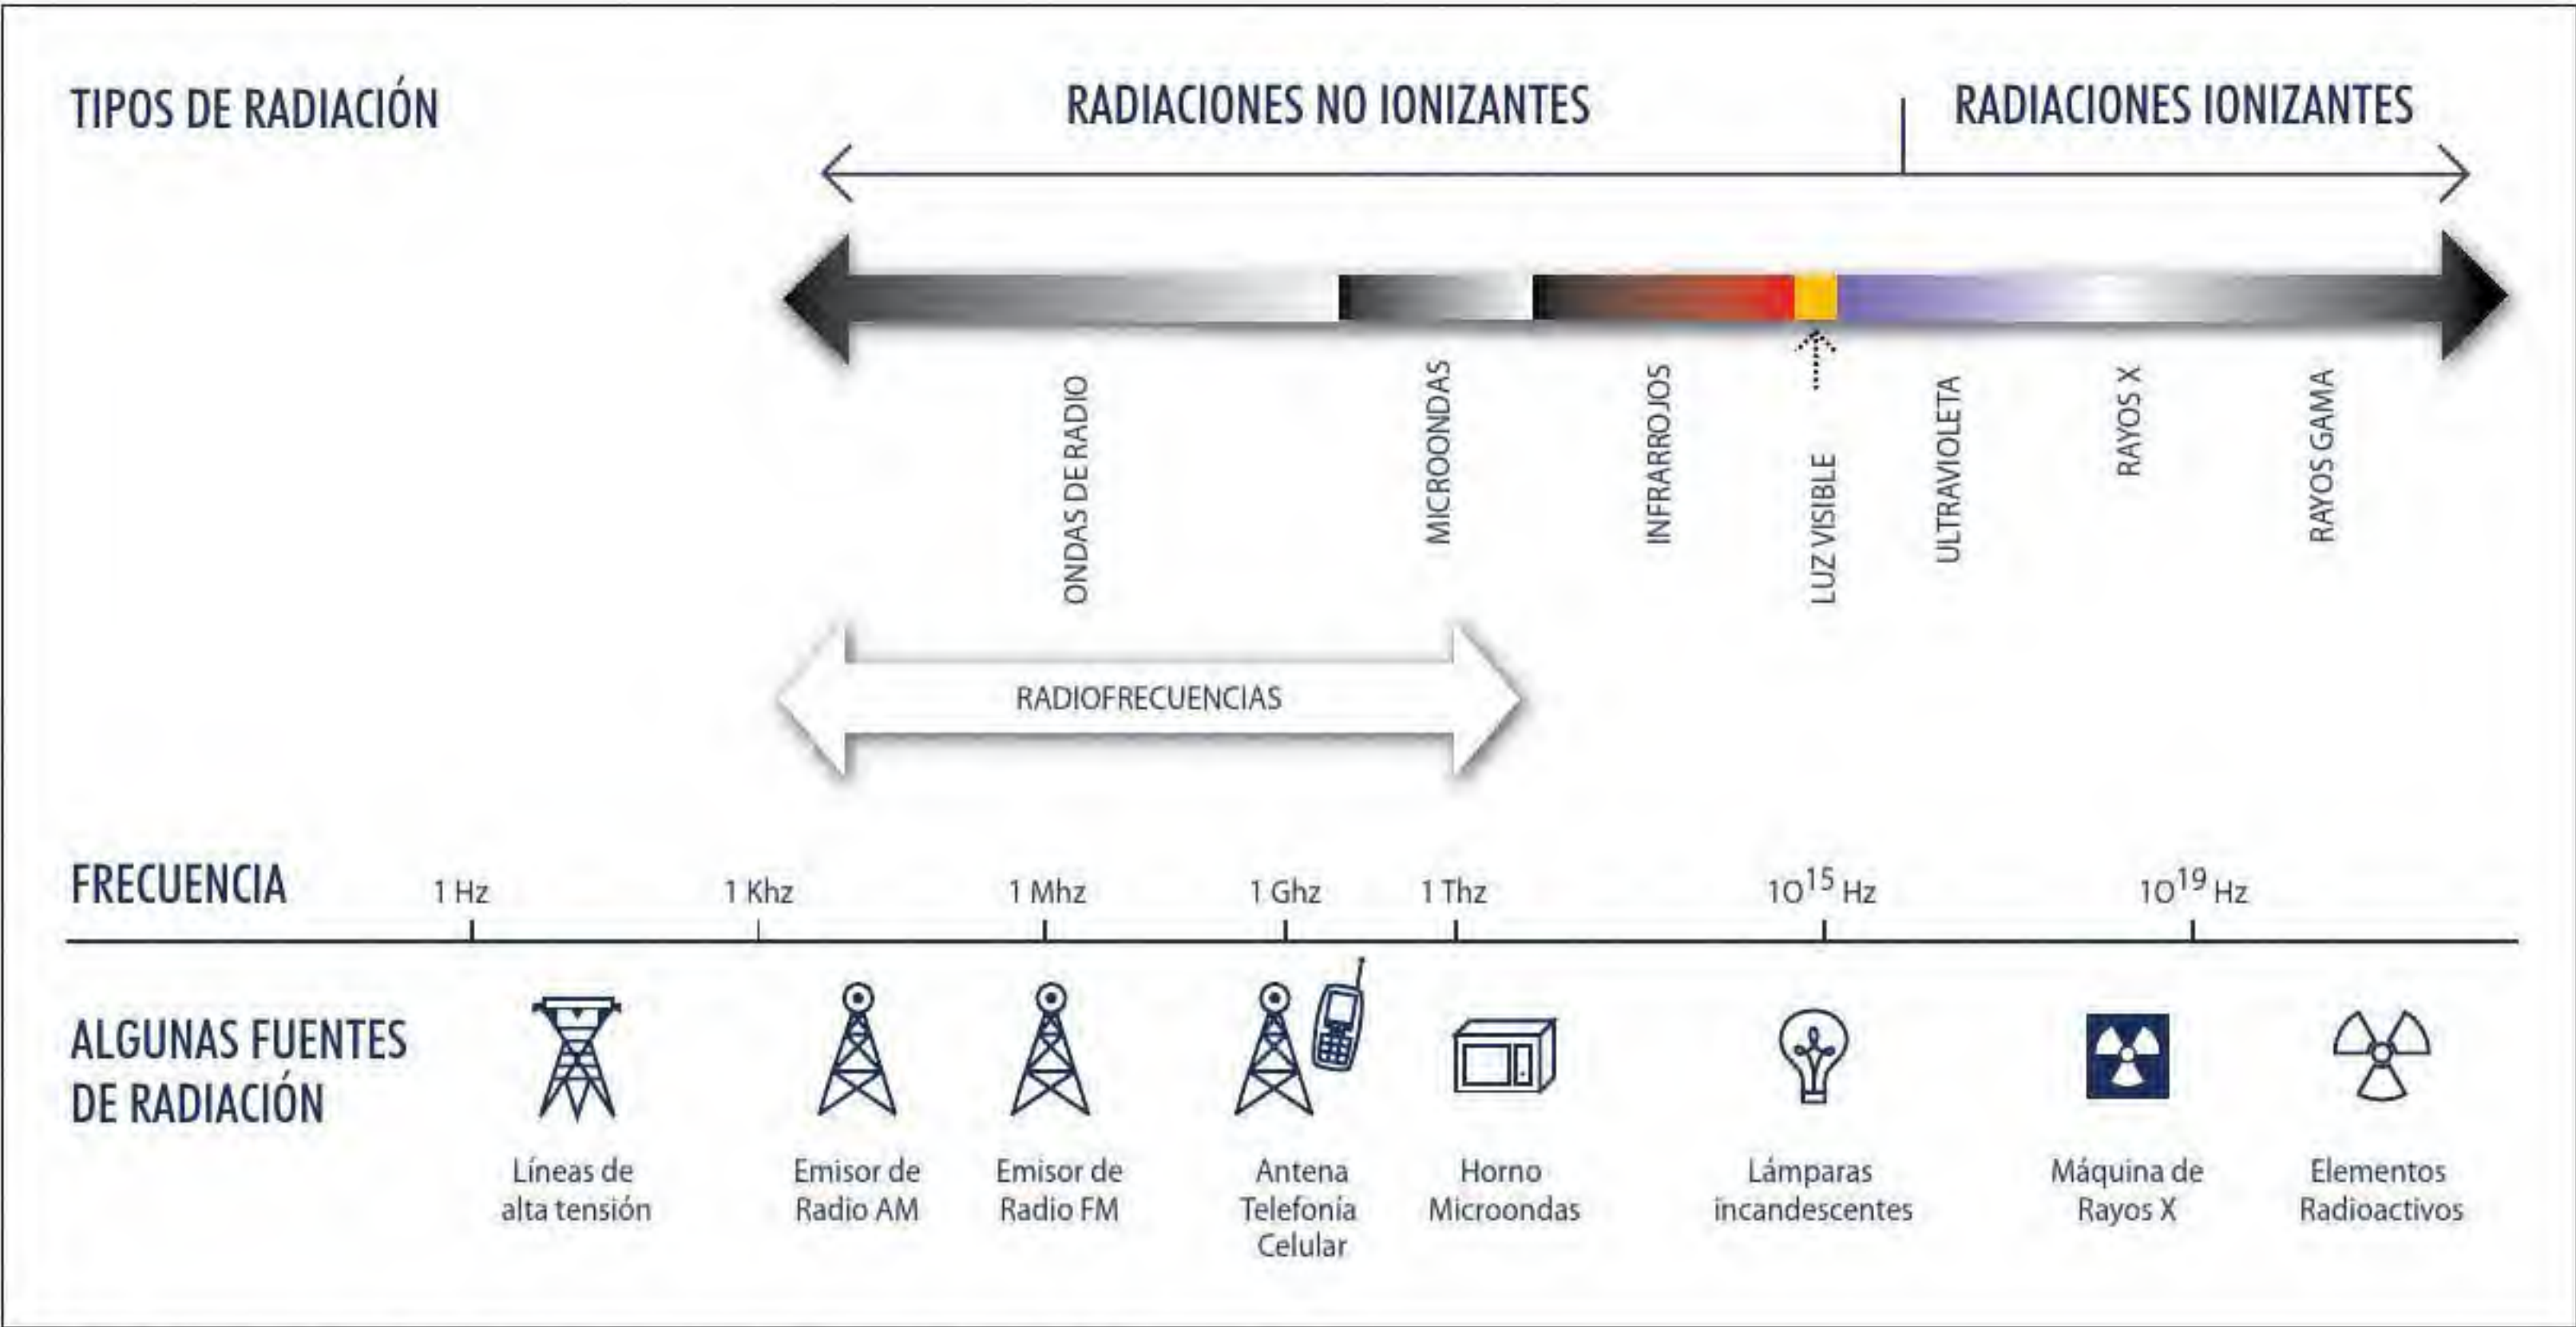 TIPOS DE RADIACIÓN
RADIACIONES NO IONIZANTES
RADIACIONES IONIZANTES
ONDAS DE RADIO
MICROONDAS
INFRARROJOS
LUZ VISIBLE
ULTRAVIOLETA
RAYOS X
RAYOS GAMA
RADIOFRECUENCIAS
FRECUENCIA
1 Hz
1 Khz
1 Mhz
1 Ghz
1 Thz
10¹⁵ Hz
10¹⁹ Hz
ALGUNAS FUENTES
DE RADIACIÓN
Líneas de
alta tensión
Emisor de
Radio AM
Emisor de
Radio FM
Antena
Telefonía
Celular
Horno
Microondas
Lámparas
incandescentes
Máquina de
Rayos X
Elementos
Radioactivos